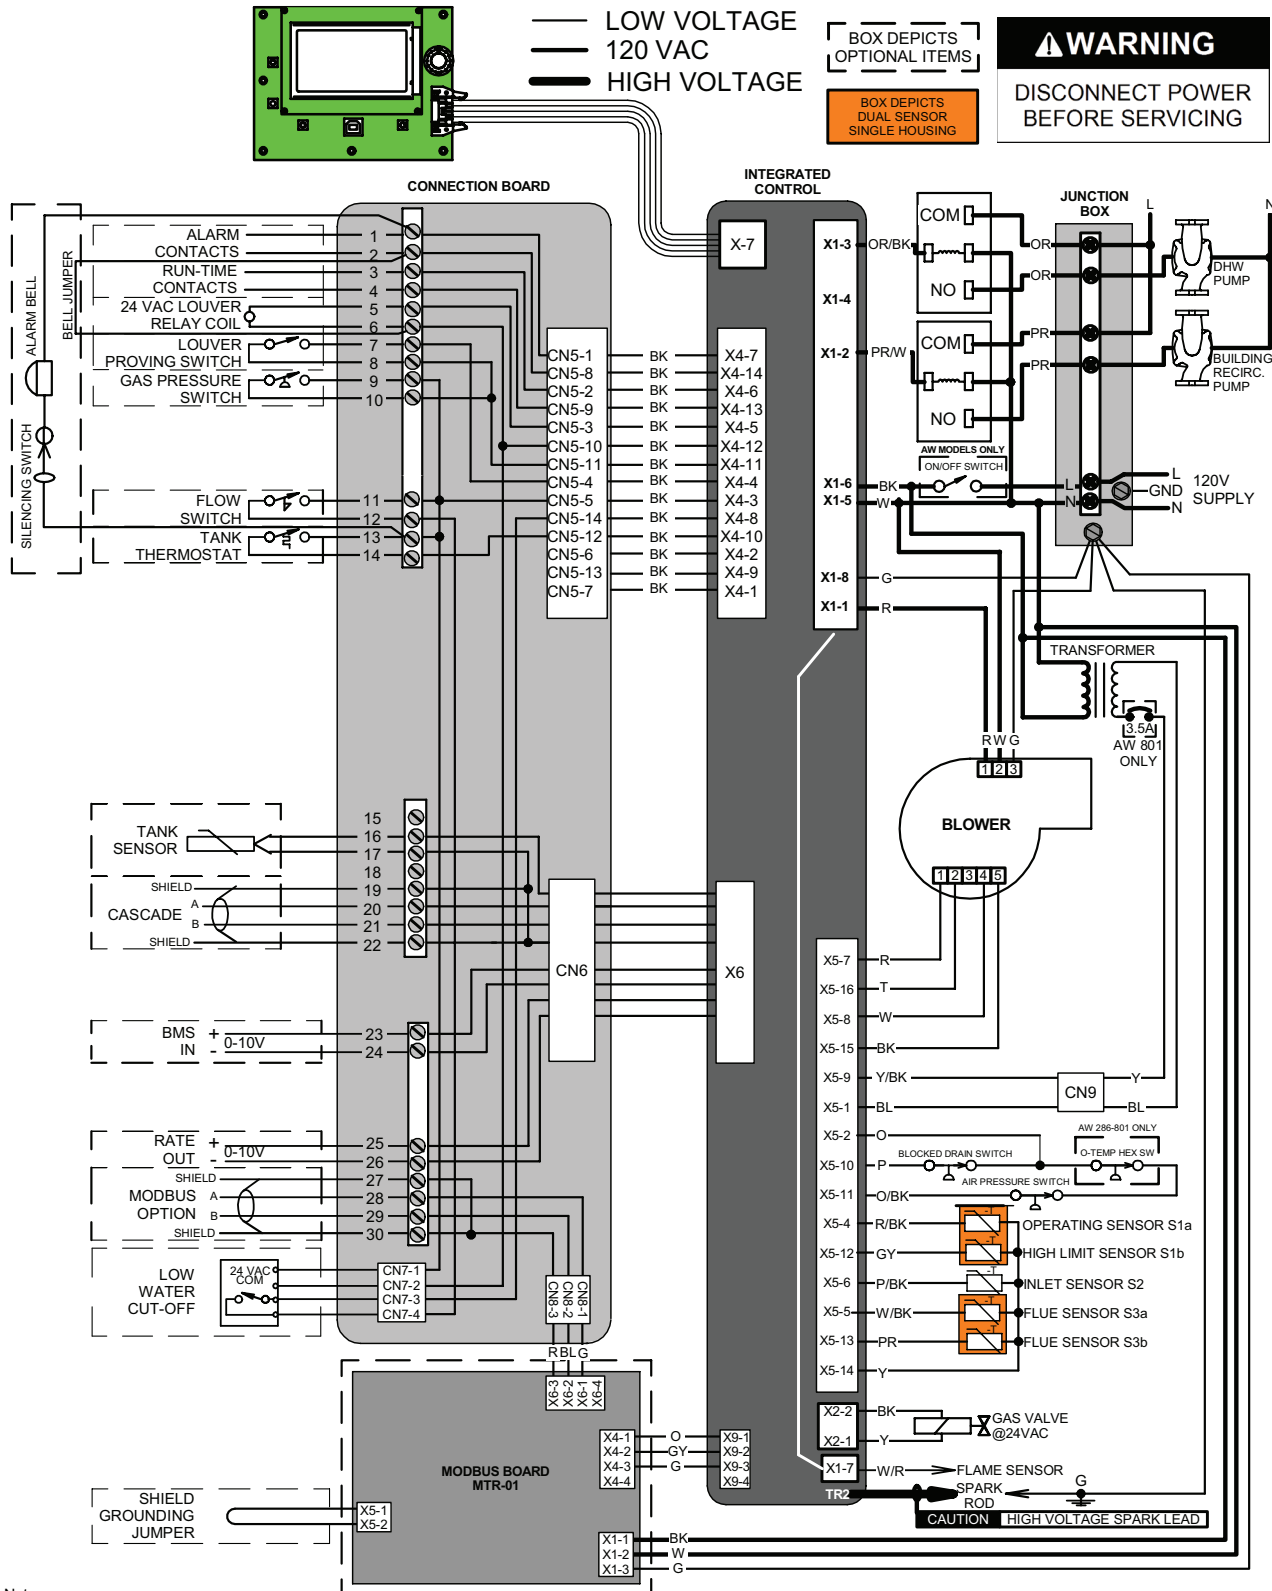 LOW VOLTAGE
120 VAC
HIGH VOLTAGE
BOX DEPICTS
OPTIONAL ITEMS
BOX DEPICTS
DUAL SENSOR
SINGLE HOUSING
WARNING
DISCONNECT POWER
BEFORE SERVICING
CONNECTION BOARD
INTEGRATED
CONTROL
JUNCTION
BOX
L
N
ALARM BELL
BELL JUMPER
SILENCING SWITCH
ALARM
CONTACTS
RUN-TIME
CONTACTS
24 VAC LOUVER
RELAY COIL
LOUVER
PROVING SWITCH
GAS PRESSURE
SWITCH
FLOW
SWITCH
TANK
THERMOSTAT
1
2
3
4
5
6
7
8
9
10
11
12
13
14
CN5-1 BK X4-7
CN5-8 BK X4-14
CN5-2 BK X4-6
CN5-9 BK X4-13
CN5-3 BK X4-5
CN5-10 BK X4-12
CN5-11 BK X4-11
CN5-4 BK X4-4
CN5-5 BK X4-3
CN5-14 BK X4-8
CN5-12 BK X4-10
CN5-6 BK X4-2
CN5-13 BK X4-9
CN5-7 BK X4-1
X-7
X1-3 OR/BK
X1-4
X1-2 PR/W
X1-6 BK
X1-5 W
X1-8 G
X1-1 R
COM
NO
COM
NO
OR
OR
PR
PR
DHW
PUMP
BUILDING
RECIRC.
PUMP
AW MODELS ONLY
ON/OFF SWITCH
L
N
L
GND
N
120V
SUPPLY
TRANSFORMER
3.5A
AW 801
ONLY
R W G
1 2 3
BLOWER
1 2 3 4 5
TANK
SENSOR
SHIELD
CASCADE
A
B
SHIELD
15
16
17
18
19
20
21
22
CN6
X6
BMS +
IN -
0-10V
23
24
RATE +
OUT -
0-10V
25
26
SHIELD
MODBUS
OPTION
A
B
SHIELD
27
28
29
30
LOW
WATER
CUT-OFF
24 VAC
COM
CN7-1
CN7-2
CN7-3
CN7-4
CN8-3
CN8-2
CN8-1
R BL G
X6-3
X6-2
X6-1
X6-4
X5-7 R
X5-16 T
X5-8 W
X5-15 BK
X5-9 Y/BK
X5-1 BL
CN9
Y
BL
X5-2 O
X5-10 P
X5-11 O/BK
BLOCKED DRAIN SWITCH
AW 286-801 ONLY
O-TEMP HEX SW
AIR PRESSURE SWITCH
X5-4 R/BK -T OPERATING SENSOR S1a
X5-12 GY -T HIGH LIMIT SENSOR S1b
X5-6 P/BK -T INLET SENSOR S2
X5-5 W/BK -T FLUE SENSOR S3a
X5-13 PR -T FLUE SENSOR S3b
X5-14 Y
X2-2 BK
X2-1 Y
GAS VALVE
@24VAC
X1-7 W/R FLAME SENSOR
TR2
SPARK
ROD
G
CAUTION HIGH VOLTAGE SPARK LEAD
MODBUS BOARD
MTR-01
X4-1 O X9-1
X4-2 GY X9-2
X4-3 G X9-3
X4-4 X9-4
SHIELD
GROUNDING
JUMPER
X5-1
X5-2
X1-1 BK
X1-2 W
X1-3 G